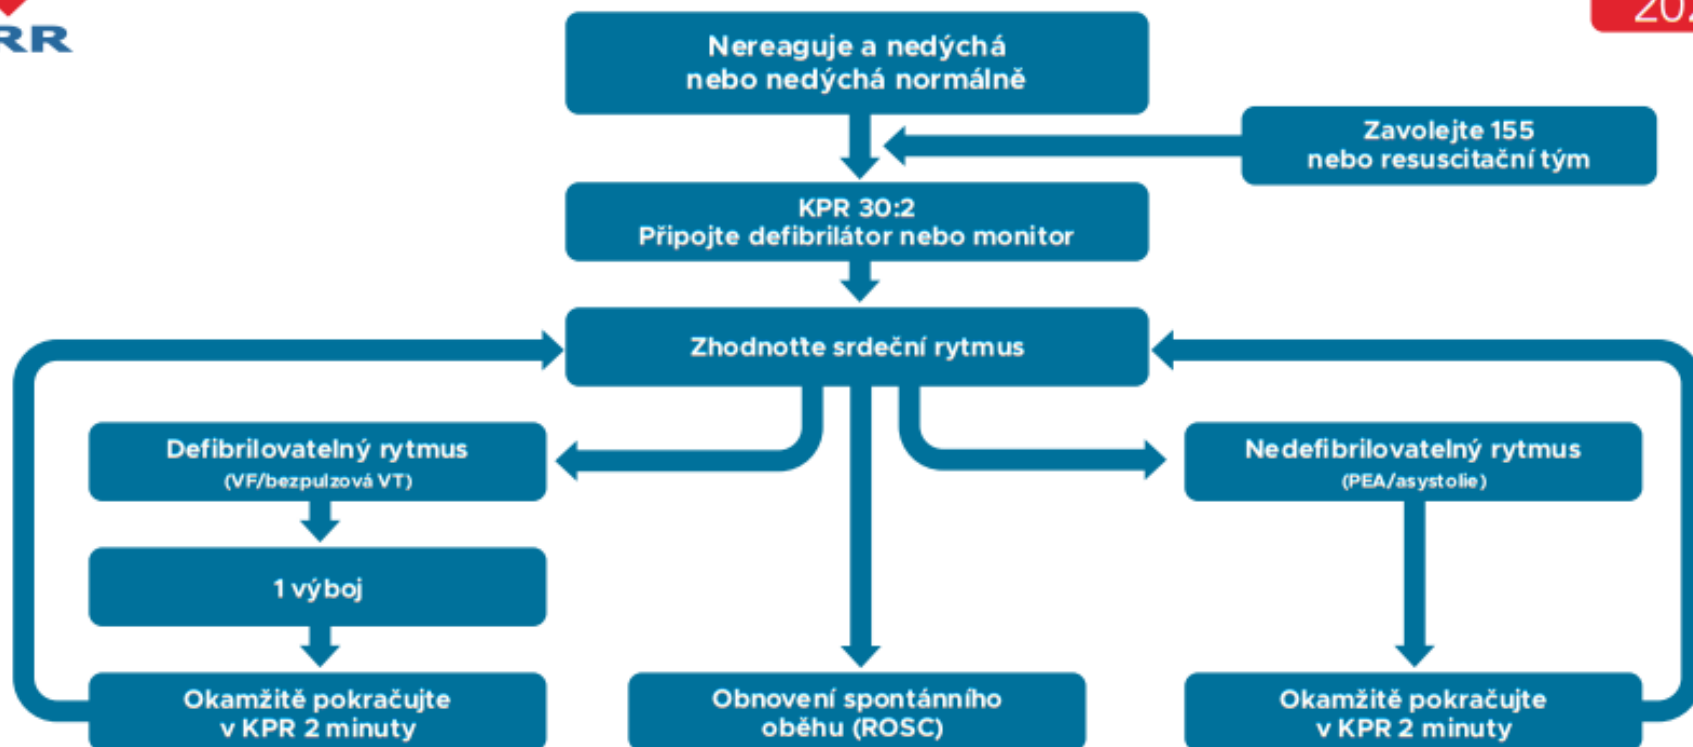 RR
202
Nereaguje a nedýchá
nebo nedýchá normálně
Zavolejte 155
nebo resuscitační tým
KPR 30:2
Připojte defibrilátor nebo monitor
Zhodnoťte srdeční rytmus
Defibrilovatelný rytmus
(VF/bezpulzová VT)
Nedefibrilovatelný rytmus
(PEA/asystolie)
1 výboj
Okamžitě pokračujte
v KPR 2 minuty
Obnovení spontánního
oběhu (ROSC)
Okamžitě pokračujte
v KPR 2 minuty